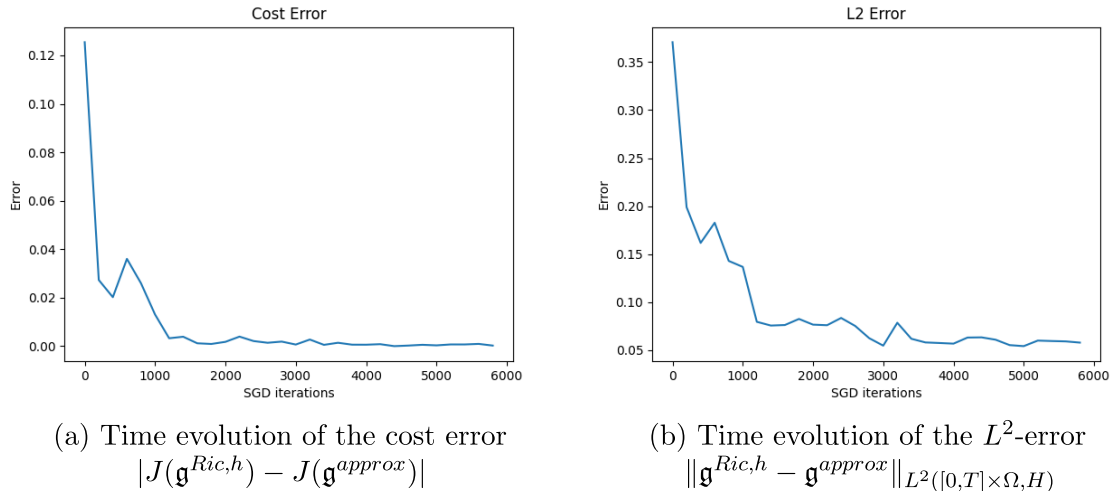 Cost Error
0.12
0.10
0.08
0.06
0.04
0.02
0.00
Error
0
1000
2000
3000
4000
5000
6000
SGD iterations
(a) Time evolution of the cost error
|J(𝔤^{Ric,h}) − J(𝔤^{approx})|
L2 Error
0.35
0.30
0.25
0.20
0.15
0.10
0.05
Error
0
1000
2000
3000
4000
5000
6000
SGD iterations
(b) Time evolution of the L²-error
‖𝔤^{Ric,h} − 𝔤^{approx}‖_{L²([0,T]×Ω,H)}